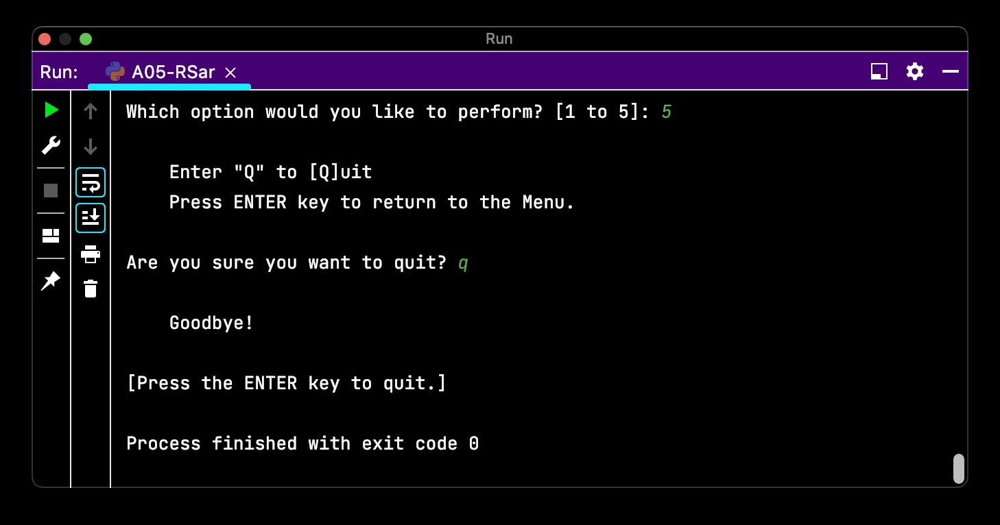 Run
Run: A05-RSar
Which option would you like to perform? [1 to 5]: 5
Enter "Q" to [Q]uit
Press ENTER key to return to the Menu.
Are you sure you want to quit? q
Goodbye!
[Press the ENTER key to quit.]
Process finished with exit code 0